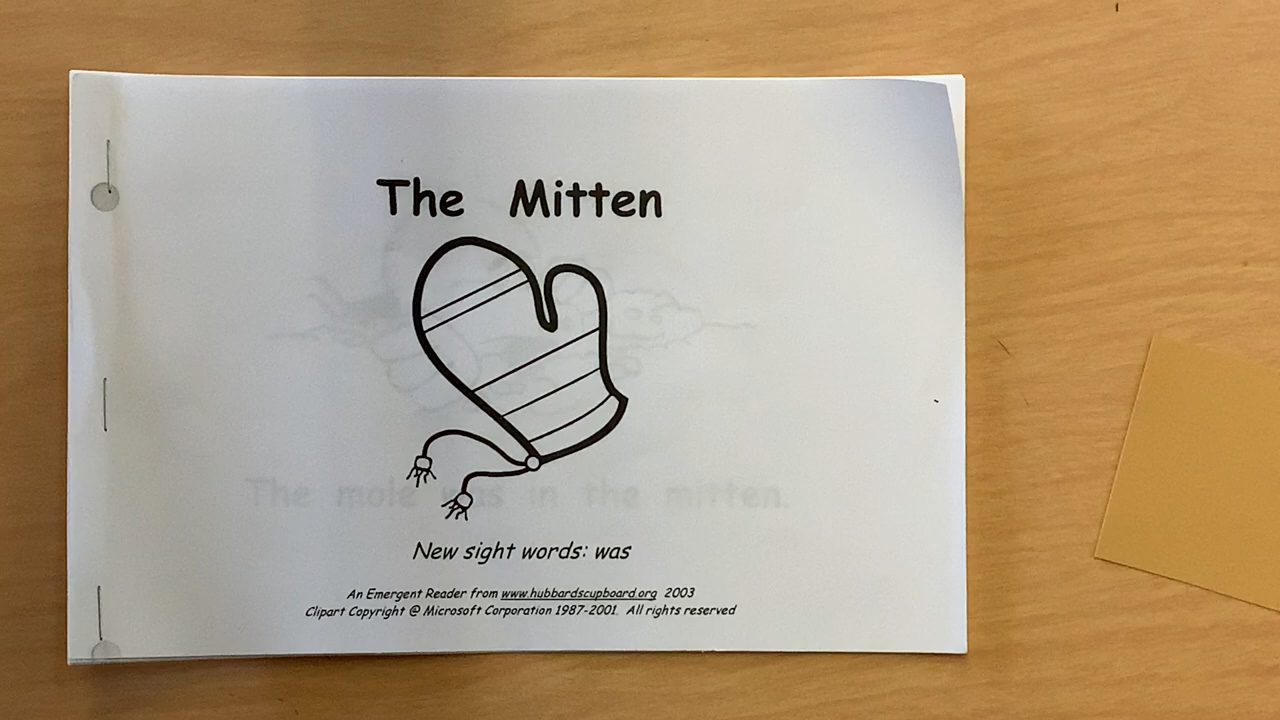 The Mitten
The mole was in the mitten.
New sight words: was
An Emergent Reader from www.hubbardscupboard.org 2003
Clipart Copyright @ Microsoft Corporation 1987-2001. All rights reserved